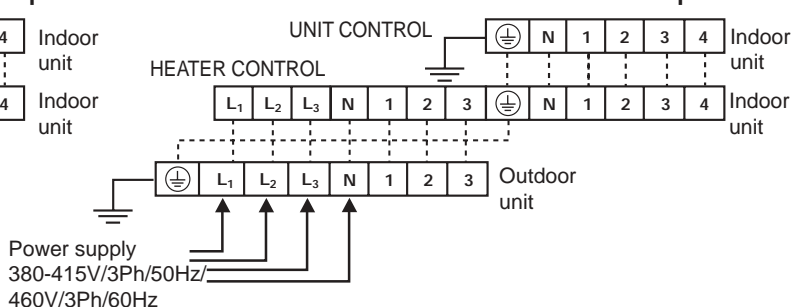 4 Indoor
unit
4 Indoor
unit
UNIT CONTROL
N 1 2 3 4 Indoor
unit
HEATER CONTROL
L1 L2 L3 N 1 2 3 N 1 2 3 4 Indoor
unit
L1 L2 L3 N 1 2 3 Outdoor
unit
Power supply
380-415V/3Ph/50Hz/
460V/3Ph/60Hz